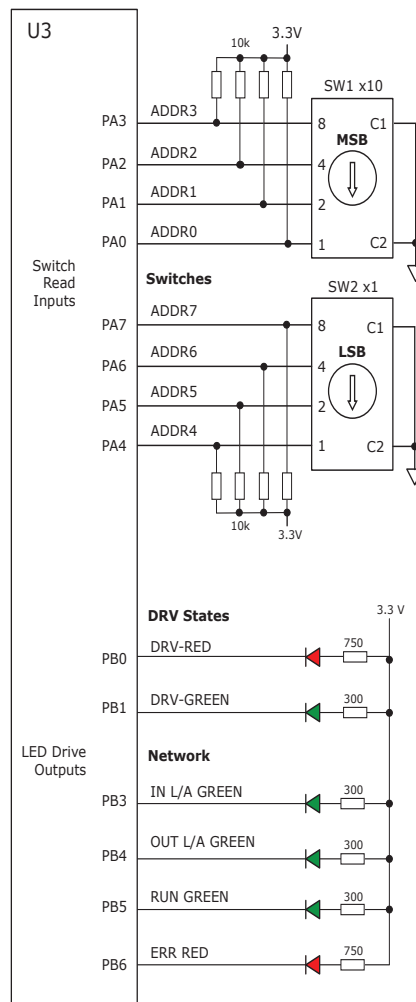 U3
10k
3.3V
SW1 x10
PA3
ADDR3
8
C1
MSB
PA2
ADDR2
4
PA1
ADDR1
2
PA0
ADDR0
1
C2
Switch
Read
Inputs
Switches
SW2 x1
PA7
ADDR7
8
C1
PA6
ADDR6
4
LSB
PA5
ADDR5
2
PA4
ADDR4
1
C2
10k
3.3V
DRV States
3.3 V
PB0
DRV-RED
750
PB1
DRV-GREEN
300
LED Drive
Outputs
Network
PB3
IN L/A GREEN
300
PB4
OUT L/A GREEN
300
PB5
RUN GREEN
300
PB6
ERR RED
750